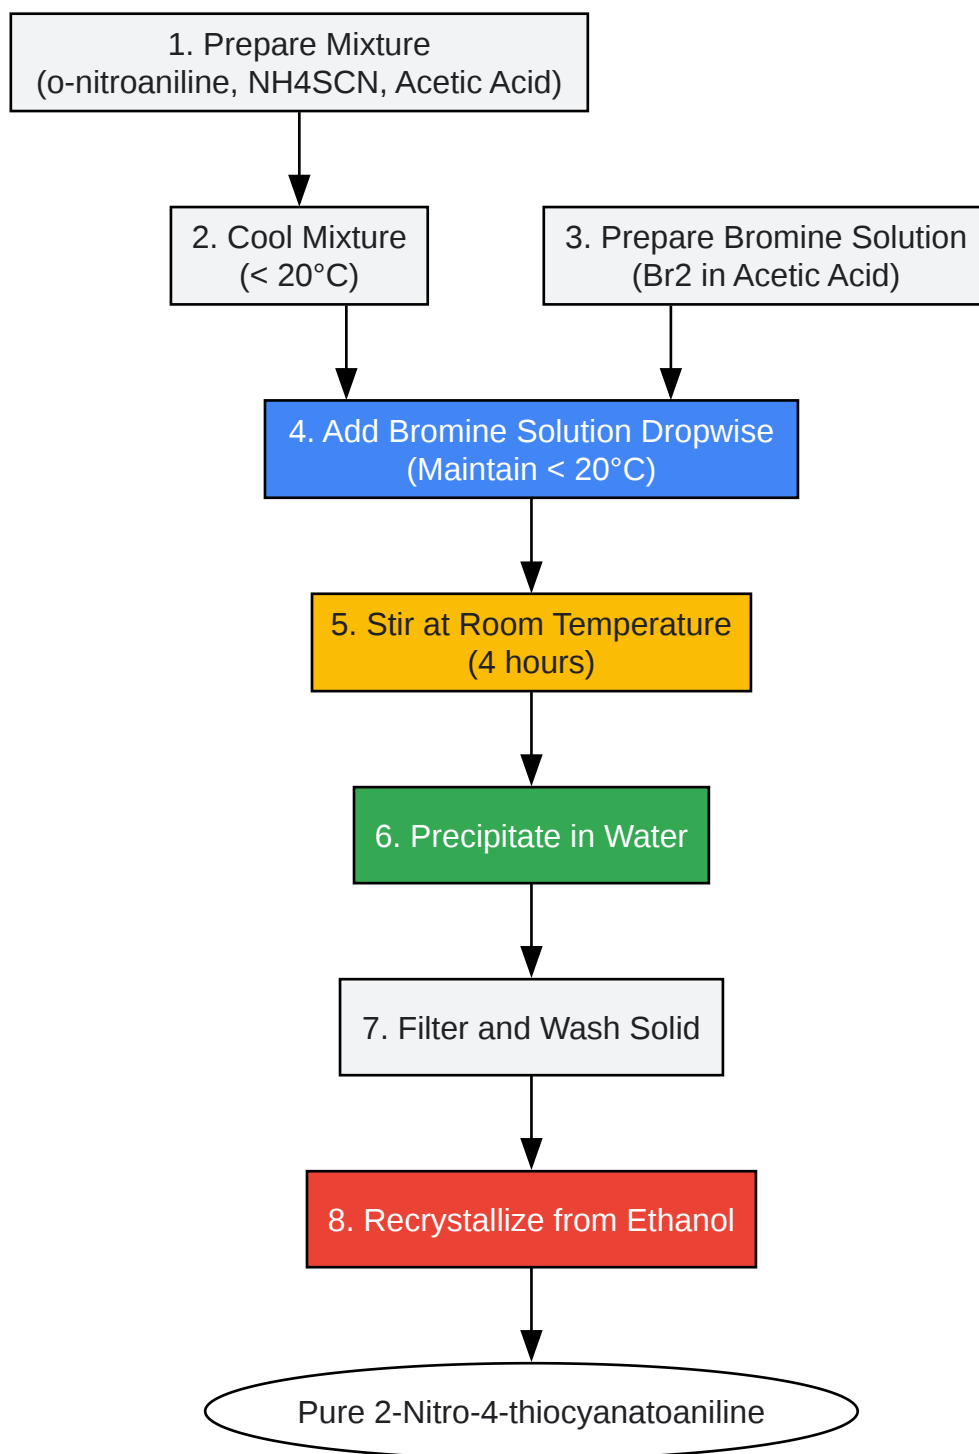 1. Prepare Mixture
(o-nitroaniline, NH4SCN, Acetic Acid)
2. Cool Mixture
(< 20°C)
3. Prepare Bromine Solution
(Br2 in Acetic Acid)
4. Add Bromine Solution Dropwise
(Maintain < 20°C)
5. Stir at Room Temperature
(4 hours)
6. Precipitate in Water
7. Filter and Wash Solid
8. Recrystallize from Ethanol
Pure 2-Nitro-4-thiocyanatoaniline